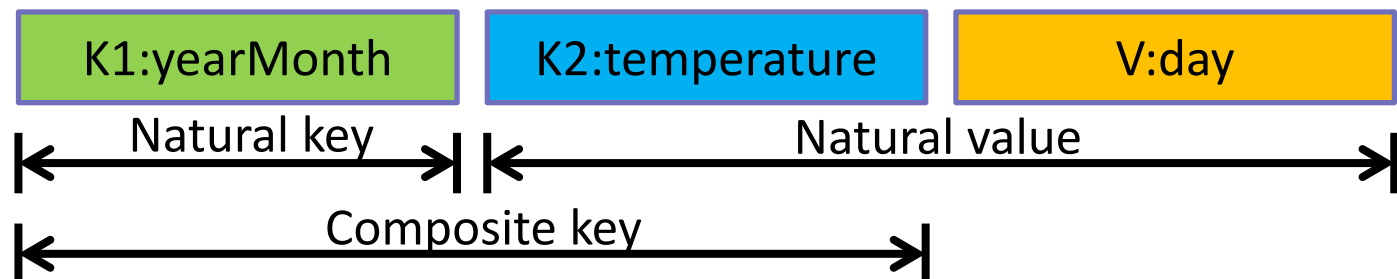 K1:yearMonth K2:temperature V:day
Natural key Natural value
Composite key